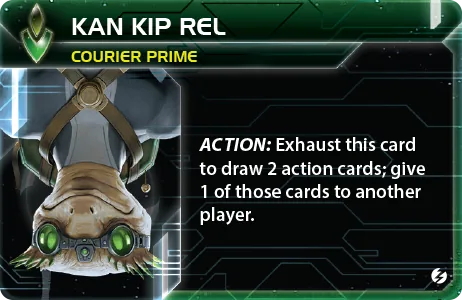 KAN KIP REL
COURIER PRIME
ACTION: Exhaust this card
to draw 2 action cards; give
1 of those cards to another
player.